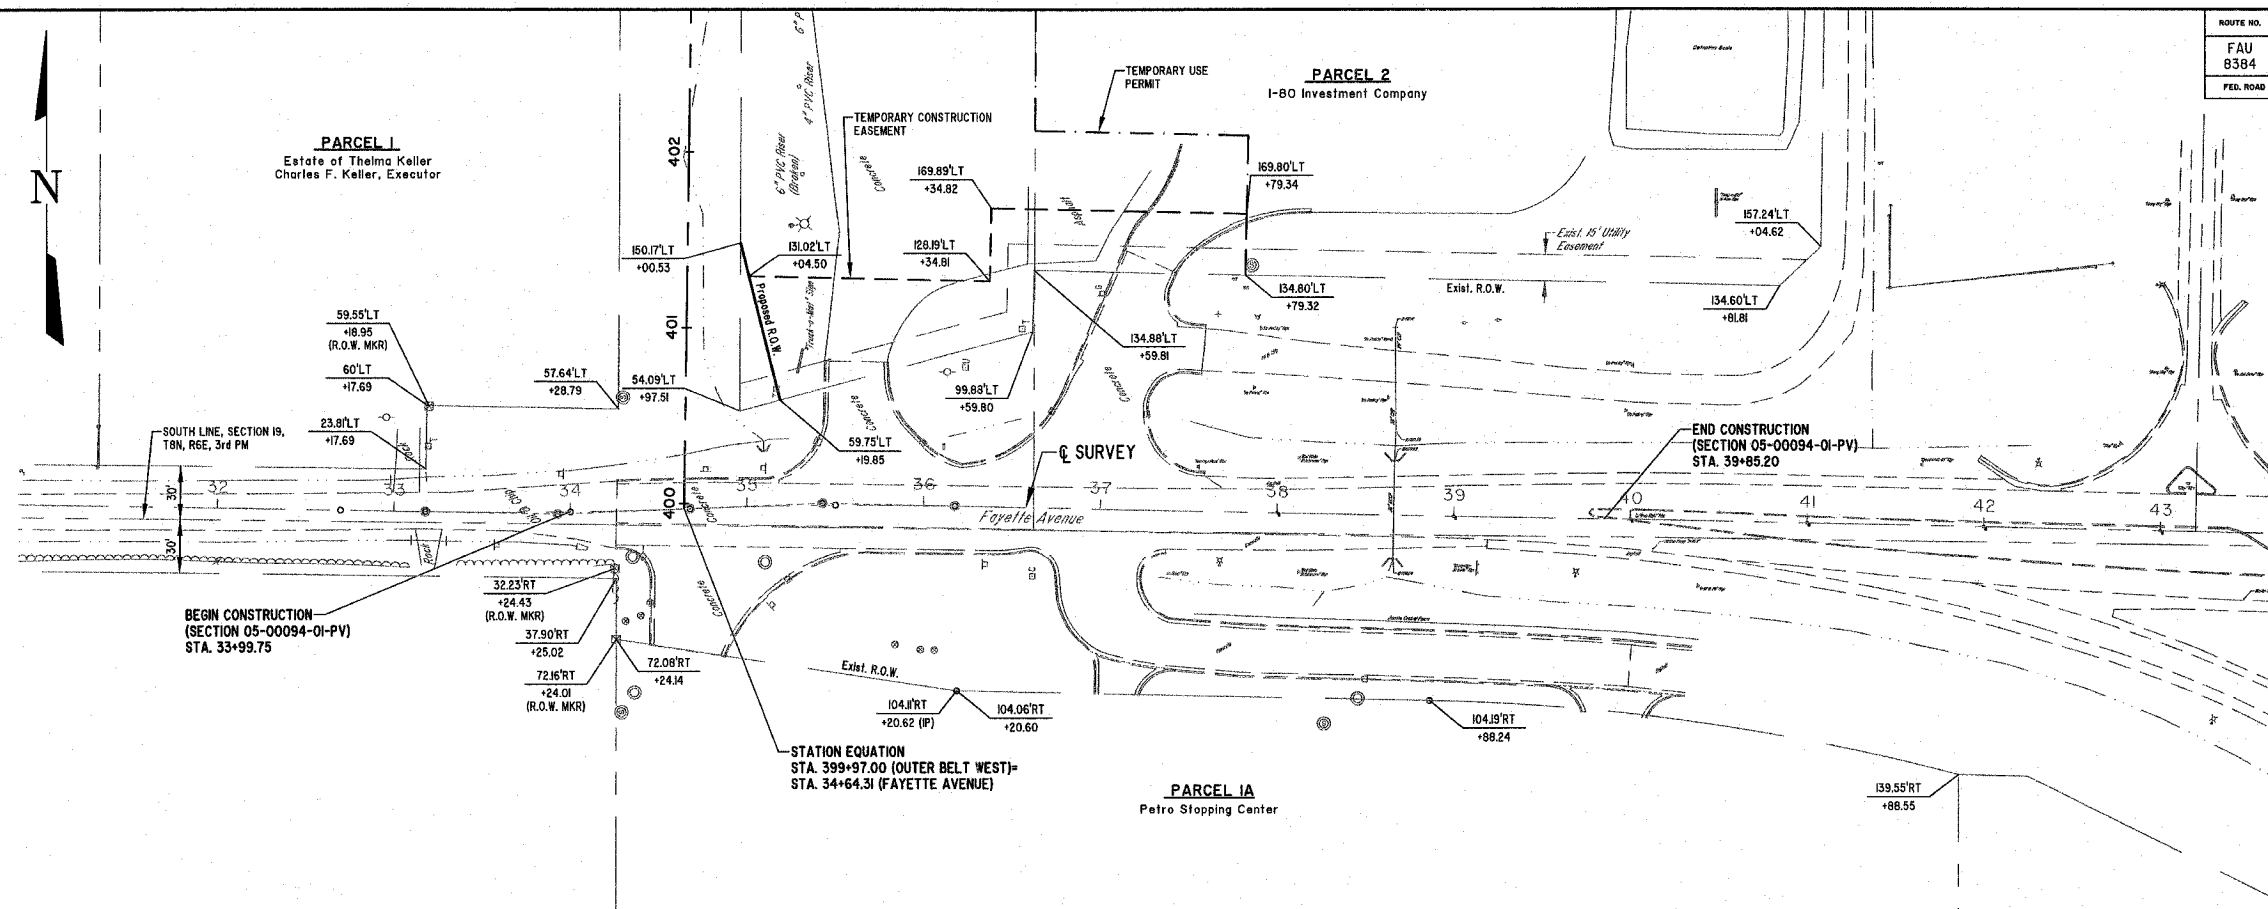 ROUTE NO.
FAU
8384
FED. ROAD
PARCEL 1
Estate of Thelma Keller
Charles F. Keller, Executor
N
402
401
400
6" P
4" PVC Riser
6" PVC Riser
(Broken)
Concrete
TEMPORARY CONSTRUCTION
EASEMENT
TEMPORARY USE
PERMIT
PARCEL 2
I-80 Investment Company
169.89'LT
+34.82
169.80'LT
+79.34
128.19'LT
+34.81
Asphalt
150.17'LT
+00.53
131.02'LT
+04.50
Proposed R.O.W.
157.24'LT
+04.62
Exist. 15' Utility
Easement
Exist. R.O.W.
134.80'LT
+79.32
134.60'LT
+81.81
134.88'LT
+59.81
99.88'LT
+59.80
59.55'LT
+18.95
(R.O.W. MKR)
60'LT
+17.69
57.64'LT
+28.79
54.09'LT
+97.51
23.81'LT
+17.69
59.75'LT
+19.85
SOUTH LINE, SECTION 19,
T8N, R6E, 3rd PM
30'
30'
Concrete
Concrete
Concrete
Concrete
℄ SURVEY
Fayette Avenue
END CONSTRUCTION
(SECTION 05-00094-01-PV)
STA. 39+85.20
32 33 34 35 36 37 38 39 40 41 42 43
Rock
BEGIN CONSTRUCTION
(SECTION 05-00094-01-PV)
STA. 33+99.75
32.23'RT
+24.43
(R.O.W. MKR)
37.90'RT
+25.02
72.16'RT
+24.01
(R.O.W. MKR)
72.08'RT
+24.14
Exist. R.O.W.
104.11'RT
+20.62 (IP)
104.06'RT
+20.60
104.19'RT
+88.24
STATION EQUATION
STA. 399+97.00 (OUTER BELT WEST)=
STA. 34+64.31 (FAYETTE AVENUE)
PARCEL 1A
Petro Stopping Center
139.55'RT
+88.55